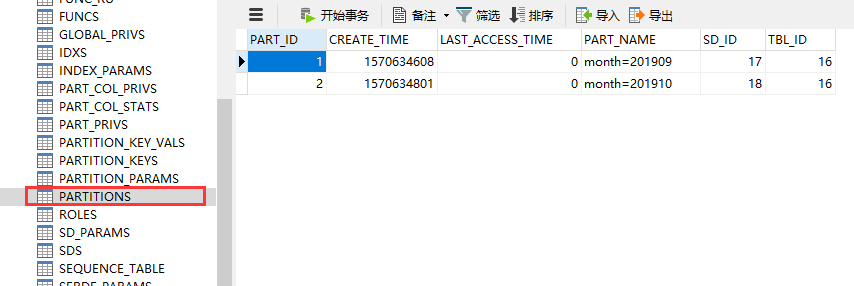 FUNCS
GLOBAL_PRIVS
IDXS
INDEX_PARAMS
PART_COL_PRIVS
PART_COL_STATS
PART_PRIVS
PARTITION_KEY_VALS
PARTITION_KEYS
PARTITION_PARAMS
PARTITIONS
ROLES
SD_PARAMS
SDS
SEQUENCE_TABLE
开始事务 备注 筛选 排序 导入 导出
PART_ID CREATE_TIME LAST_ACCESS_TIME PART_NAME SD_ID TBL_ID
1 1570634608 0 month=201909 17 16
2 1570634801 0 month=201910 18 16